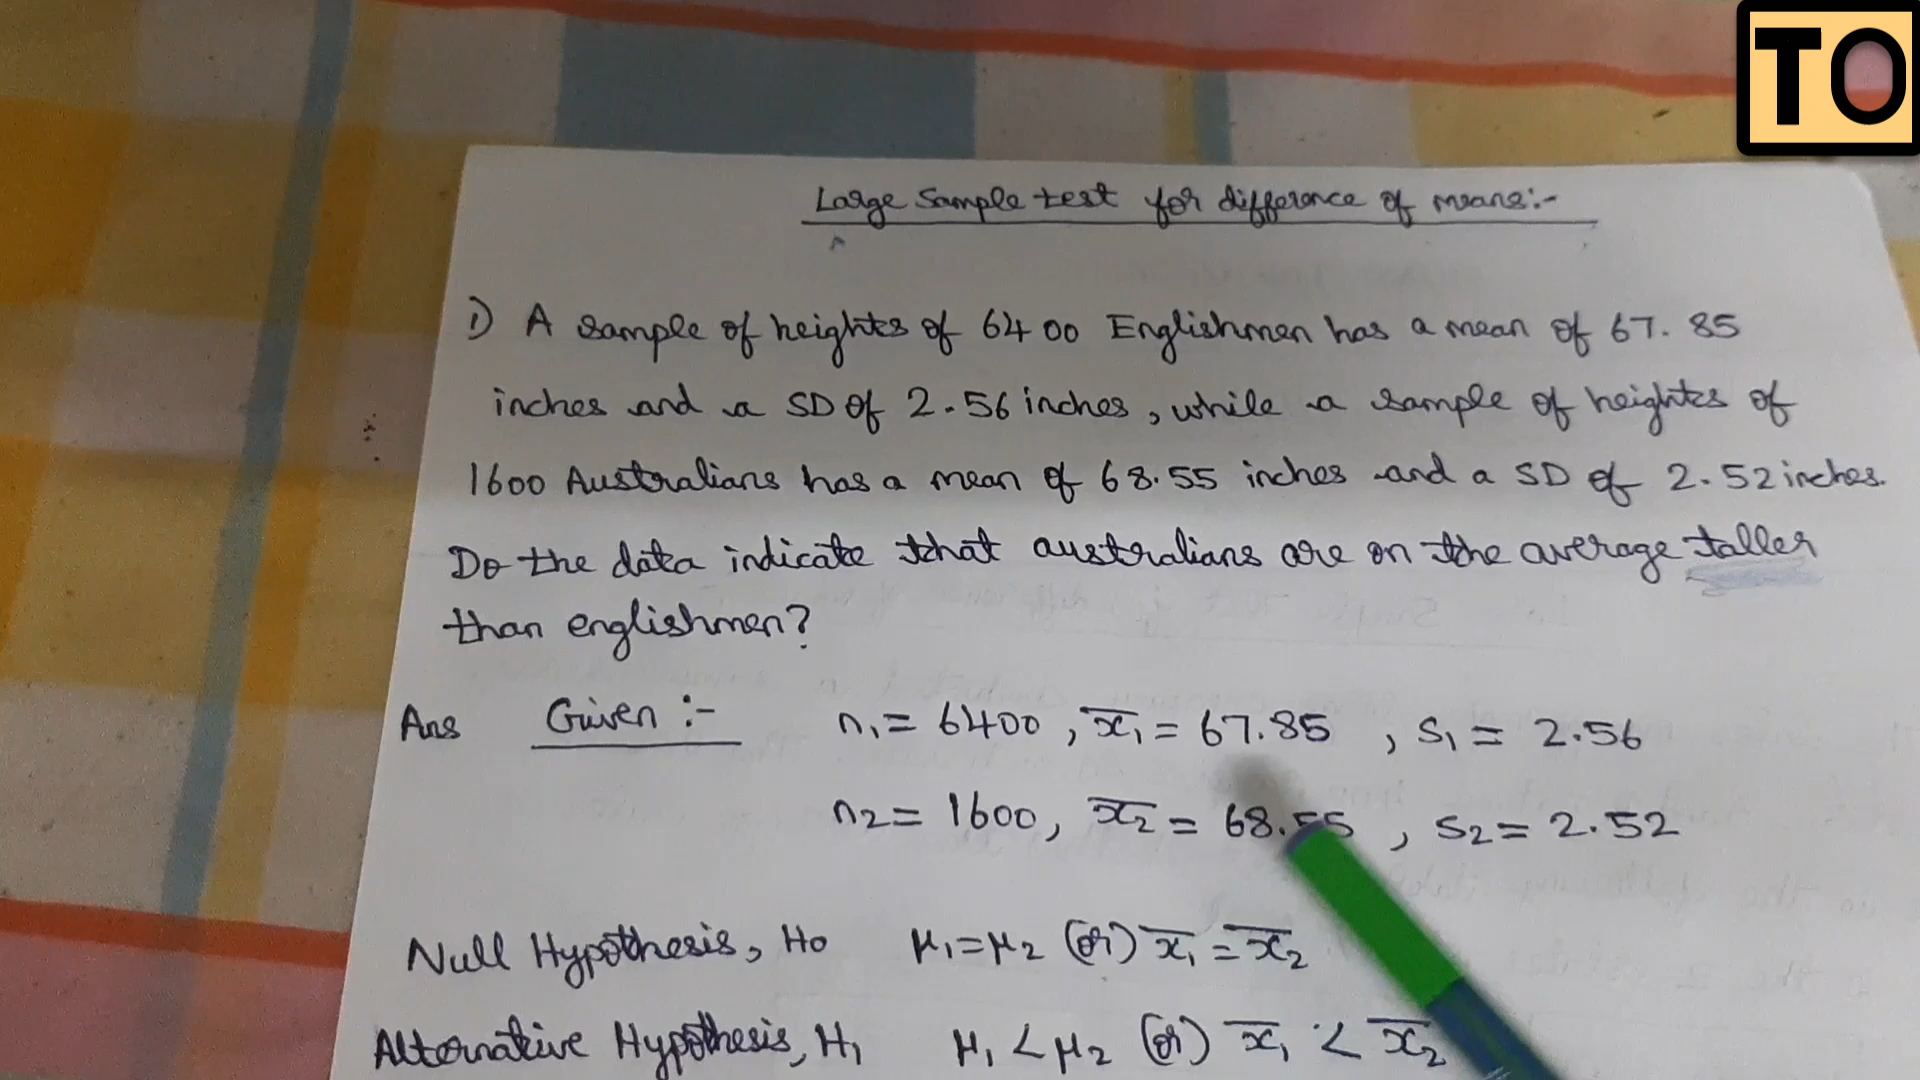 TO
Large Sample test for difference of means:-
1) A sample of heights of 6400 Englishmen has a mean of 67.85
inches and a SD of 2.56 inches, while a sample of heights of
1600 Australians has a mean of 68.55 inches and a SD of 2.52 inches.
Do the data indicate that australians are on the average taller
than englishmen?
Ans Given :- n₁ = 6400, x̄₁ = 67.85, S₁ = 2.56
n₂ = 1600, x̄₂ = 68.55, S₂ = 2.52
Null Hypothesis, Ho μ₁ = μ₂ (or) x̄₁ = x̄₂
Alternative Hypothesis, H₁ μ₁ < μ₂ (or) x̄₁ < x̄₂